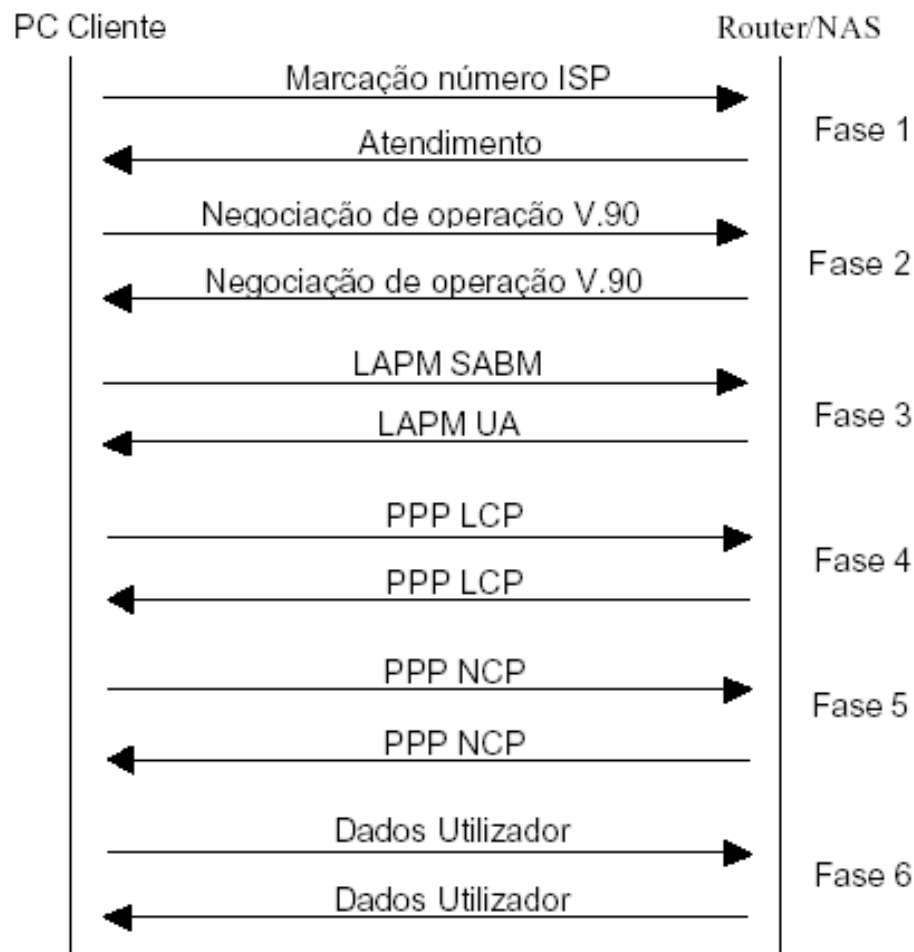 PC Cliente
Router/NAS
Marcação número ISP
Fase 1
Atendimento
Negociação de operação V.90
Fase 2
Negociação de operação V.90
LAPM SABM
Fase 3
LAPM UA
PPP LCP
Fase 4
PPP LCP
PPP NCP
Fase 5
PPP NCP
Dados Utilizador
Fase 6
Dados Utilizador